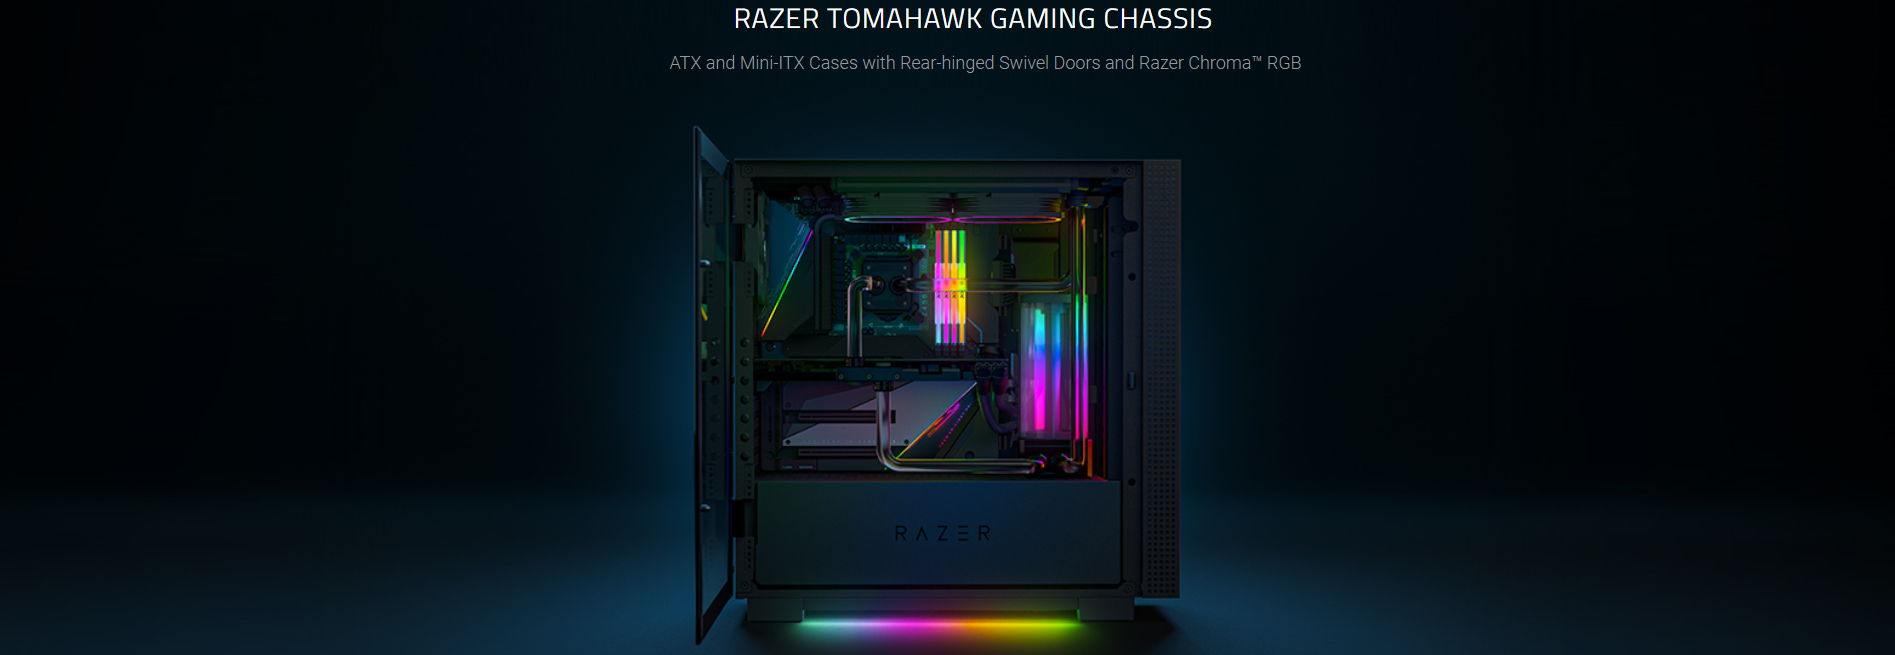 RAZER TOMAHAWK GAMING CHASSIS
ATX and Mini-ITX Cases with Rear-hinged Swivel Doors and Razer Chroma™ RGB
RAZER